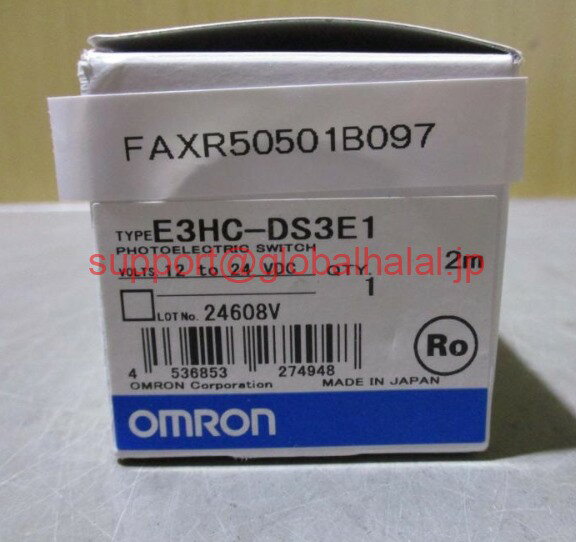 FAXR50501B097
TYPE E3HC-DS3E1
PHOTOELECTRIC SWITCH
support@globalhalal.jp
VOLTS 12 to 24 VDC QTY. 2m
1
LOT No. 24608V
Ro
4 536853 274948
OMRON Corporation MADE IN JAPAN
OMRON